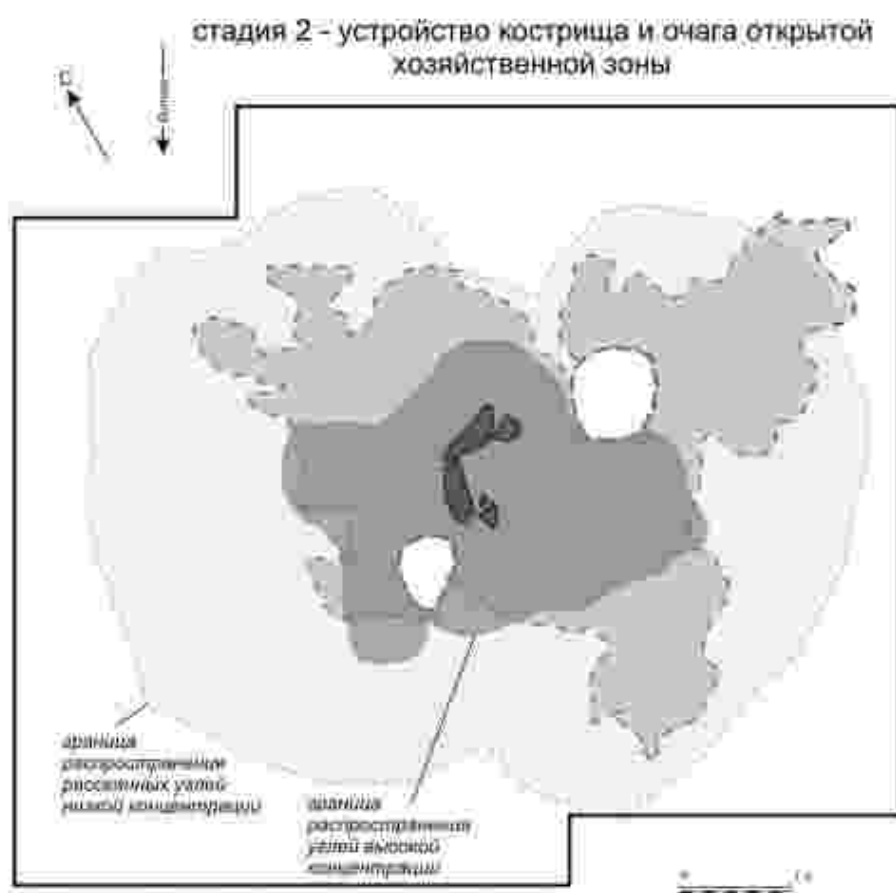 стадия 2 - устройство кострища и очага открытой
хозяйственной зоны
граница
распространения
рассеянных углей
низкой концентрации
граница
распространения
углей высокой
концентрации